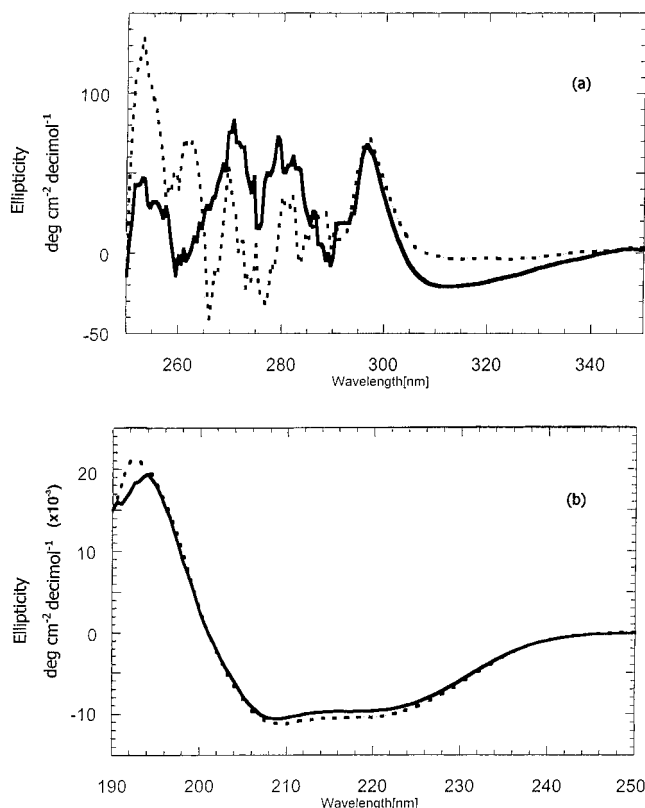 (a)
100
0
-50
Ellipticity
deg cm⁻² decimol⁻¹
260 280 300 320 340
Wavelength[nm]
(b)
20
10
0
-10
Ellipticity
deg cm⁻² decimol⁻¹ (x10⁻³)
190 200 210 220 230 240 250
Wavelength[nm]